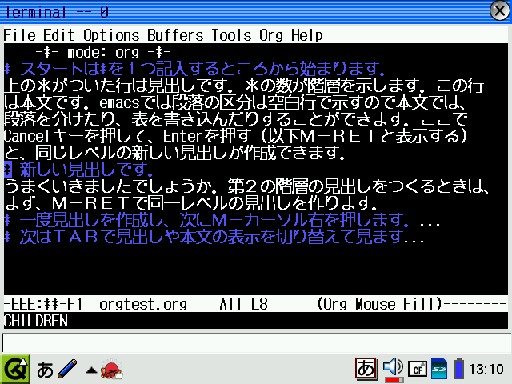 Terminal -- 0
File Edit Options Buffers Tools Org Help
-*- mode: org -*-
* スタートは*を１つ記入するところから始まります。
上の＊がついた行は見出しです。＊の数が階層を示します。この行
は本文です。emacsでは段落の区分は空白行で示すので本文では、
段落を分けたり、表を書き込んだりすることができます。ここで
Cancelキーを押して、Enterを押す（以下Ｍ－ＲＥＴと表示する）
と、同じレベルの新しい見出しが作成できます。
* 新しい見出しです。
うまくいきましたでしょうか。第２の階層の見出しをつくるときは、
まず、Ｍ－ＲＥＴで同一レベルの見出しを作ります。
* 一度見出しを作成し、次にＭ－カーソル右を押します。...
* 次はＴＡＢで見出しや本文の表示を切り替えて見ます...
-EEE:**-F1 orgtest.org All L8 (Org Mouse Fill)--------
CHILDREN
あ あ 13:10